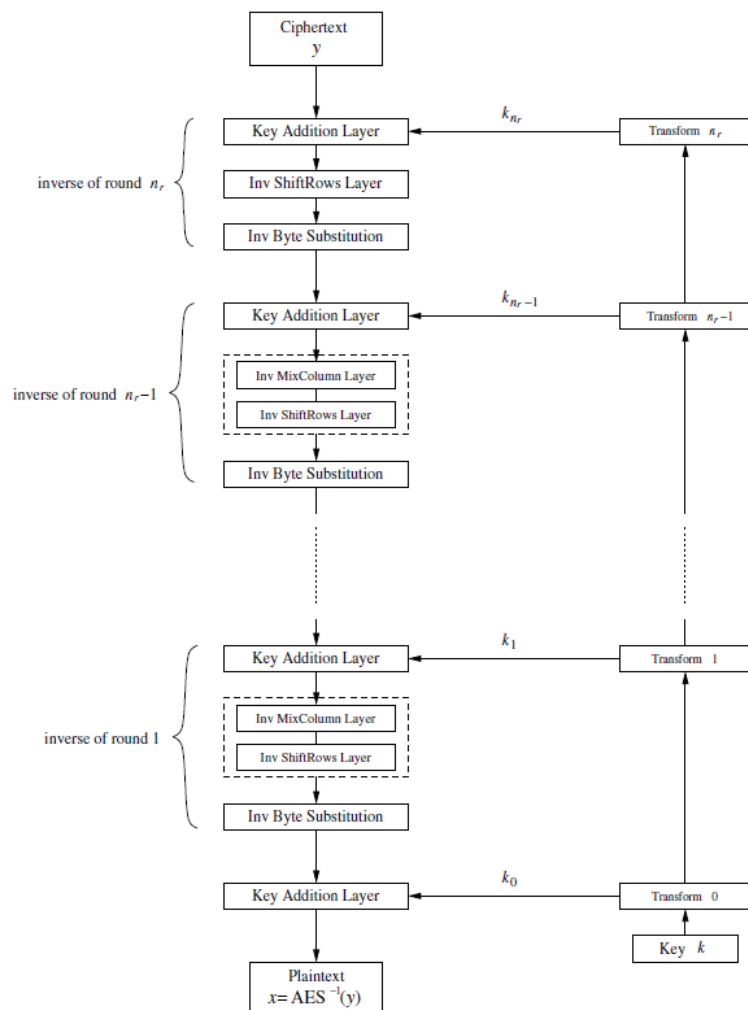 Ciphertext
y
Key Addition Layer
k_{n_r}
Transform n_r
inverse of round n_r
Inv ShiftRows Layer
Inv Byte Substitution
Key Addition Layer
k_{n_r−1}
Transform n_r−1
Inv MixColumn Layer
inverse of round n_r−1
Inv ShiftRows Layer
Inv Byte Substitution
Key Addition Layer
k_1
Transform 1
Inv MixColumn Layer
inverse of round 1
Inv ShiftRows Layer
Inv Byte Substitution
Key Addition Layer
k_0
Transform 0
Key k
Plaintext
x= AES^{−1}(y)